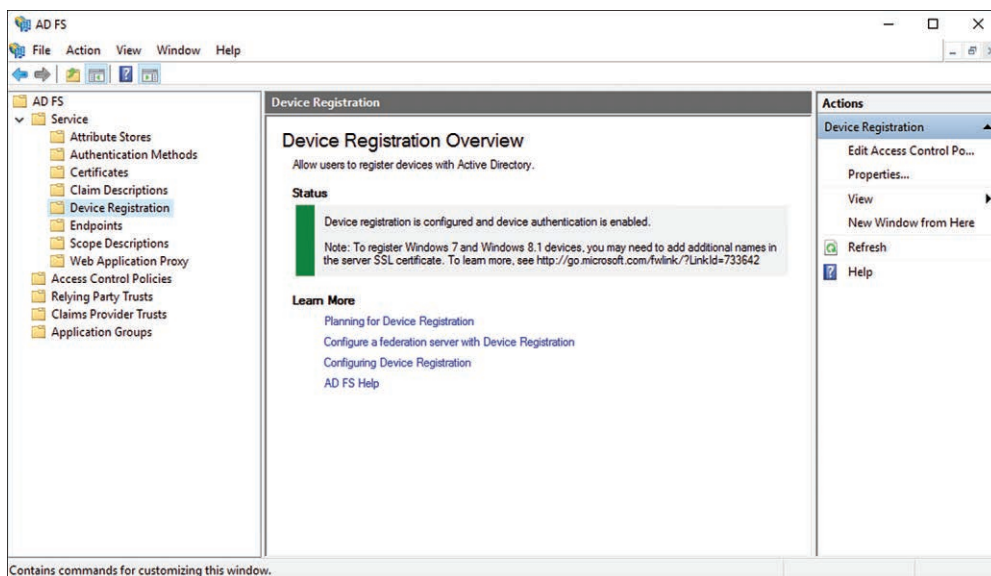 AD FS
File Action View Window Help
AD FS
Service
Attribute Stores
Authentication Methods
Certificates
Claim Descriptions
Device Registration
Endpoints
Scope Descriptions
Web Application Proxy
Access Control Policies
Relying Party Trusts
Claims Provider Trusts
Application Groups
Device Registration
Device Registration Overview
Allow users to register devices with Active Directory.
Status
Device registration is configured and device authentication is enabled.
Note: To register Windows 7 and Windows 8.1 devices, you may need to add additional names in
the server SSL certificate. To learn more, see http://go.microsoft.com/fwlink/?LinkId=733642
Learn More
Planning for Device Registration
Configure a federation server with Device Registration
Configuring Device Registration
AD FS Help
Actions
Device Registration
Edit Access Control Po...
Properties...
View
New Window from Here
Refresh
Help
Contains commands for customizing this window.